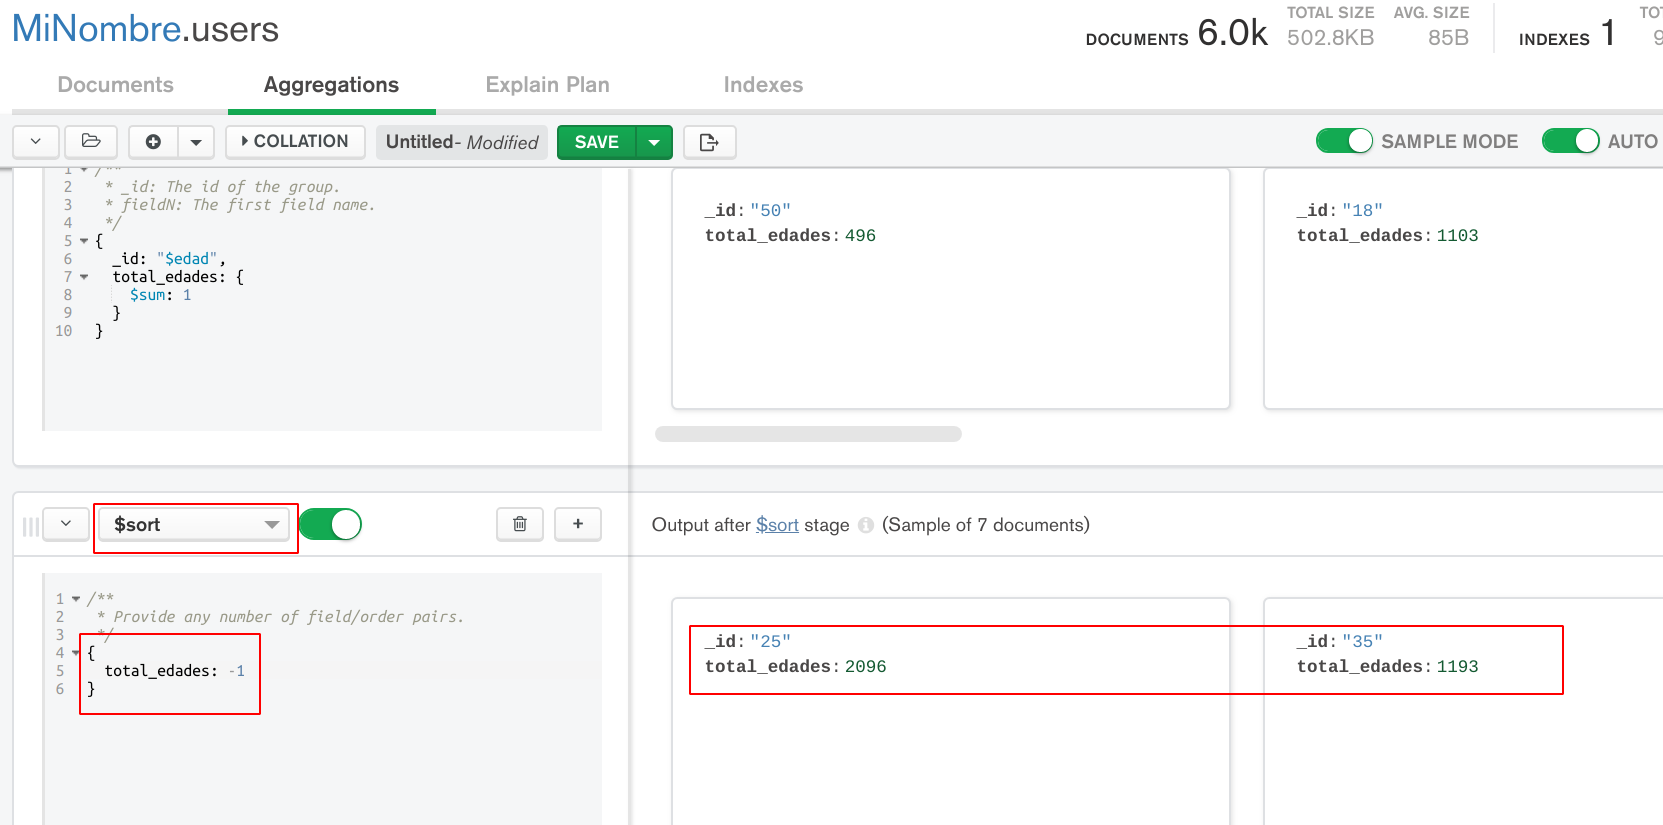 MiNombre.users
DOCUMENTS 6.0k TOTAL SIZE 502.8KB AVG. SIZE 85B INDEXES 1
Documents Aggregations Explain Plan Indexes
COLLATION Untitled- Modified SAVE SAMPLE MODE AUTO
1 /**
2 * _id: The id of the group.
3 * fieldN: The first field name.
4 */
5 {
6 _id: "$edad",
7 total_edades: {
8 $sum: 1
9 }
10 }
_id: "50"
total_edades: 496
_id: "18"
total_edades: 1103
$sort
Output after $sort stage (Sample of 7 documents)
1 /**
2 * Provide any number of field/order pairs.
3 */
4 {
5 total_edades: -1
6 }
_id: "25"
total_edades: 2096
_id: "35"
total_edades: 1193